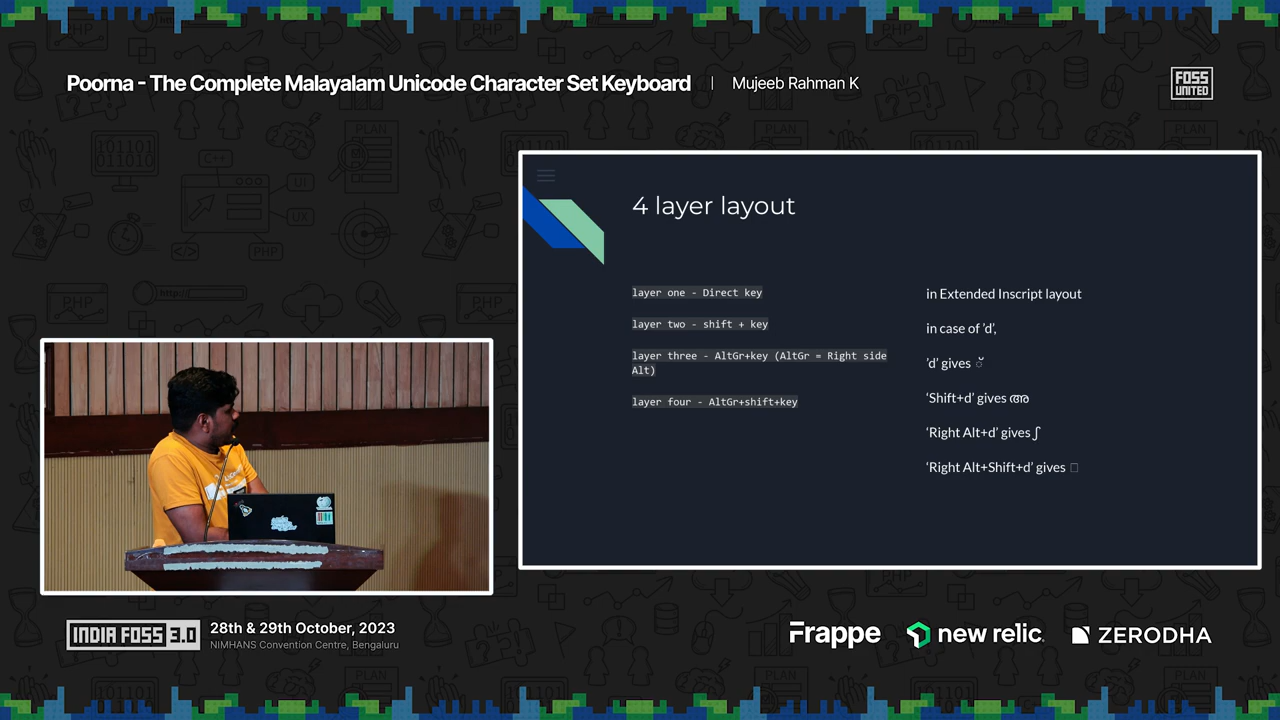 Poorna - The Complete Malayalam Unicode Character Set Keyboard | Mujeeb Rahman K
FOSS
UNITED
4 layer layout
layer one - Direct key
layer two - shift + key
layer three - AltGr+key (AltGr = Right side
Alt)
layer four - AltGr+shift+key
in Extended Inscript layout
in case of ’d’,
’d’ gives ്
‘Shift+d’ gives അ
‘Right Alt+d’ gives ʃ
‘Right Alt+Shift+d’ gives □
INDIA FOSS 3.0
28th & 29th October, 2023
NIMHANS Convention Centre, Bengaluru
Frappe
new relic
ZERODHA